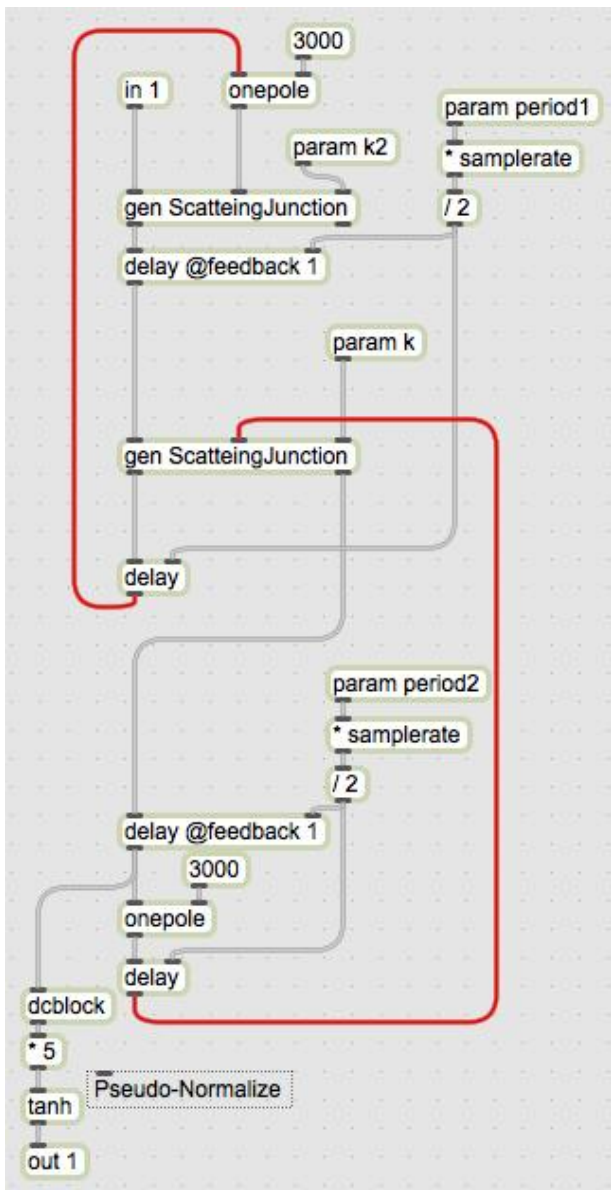 3000
in 1
onepole
param period1
param k2
* samplerate
gen ScatteingJunction
/ 2
delay @feedback 1
param k
gen ScatteingJunction
delay
param period2
* samplerate
/ 2
delay @feedback 1
3000
onepole
delay
dcblock
* 5
Pseudo-Normalize
tanh
out 1